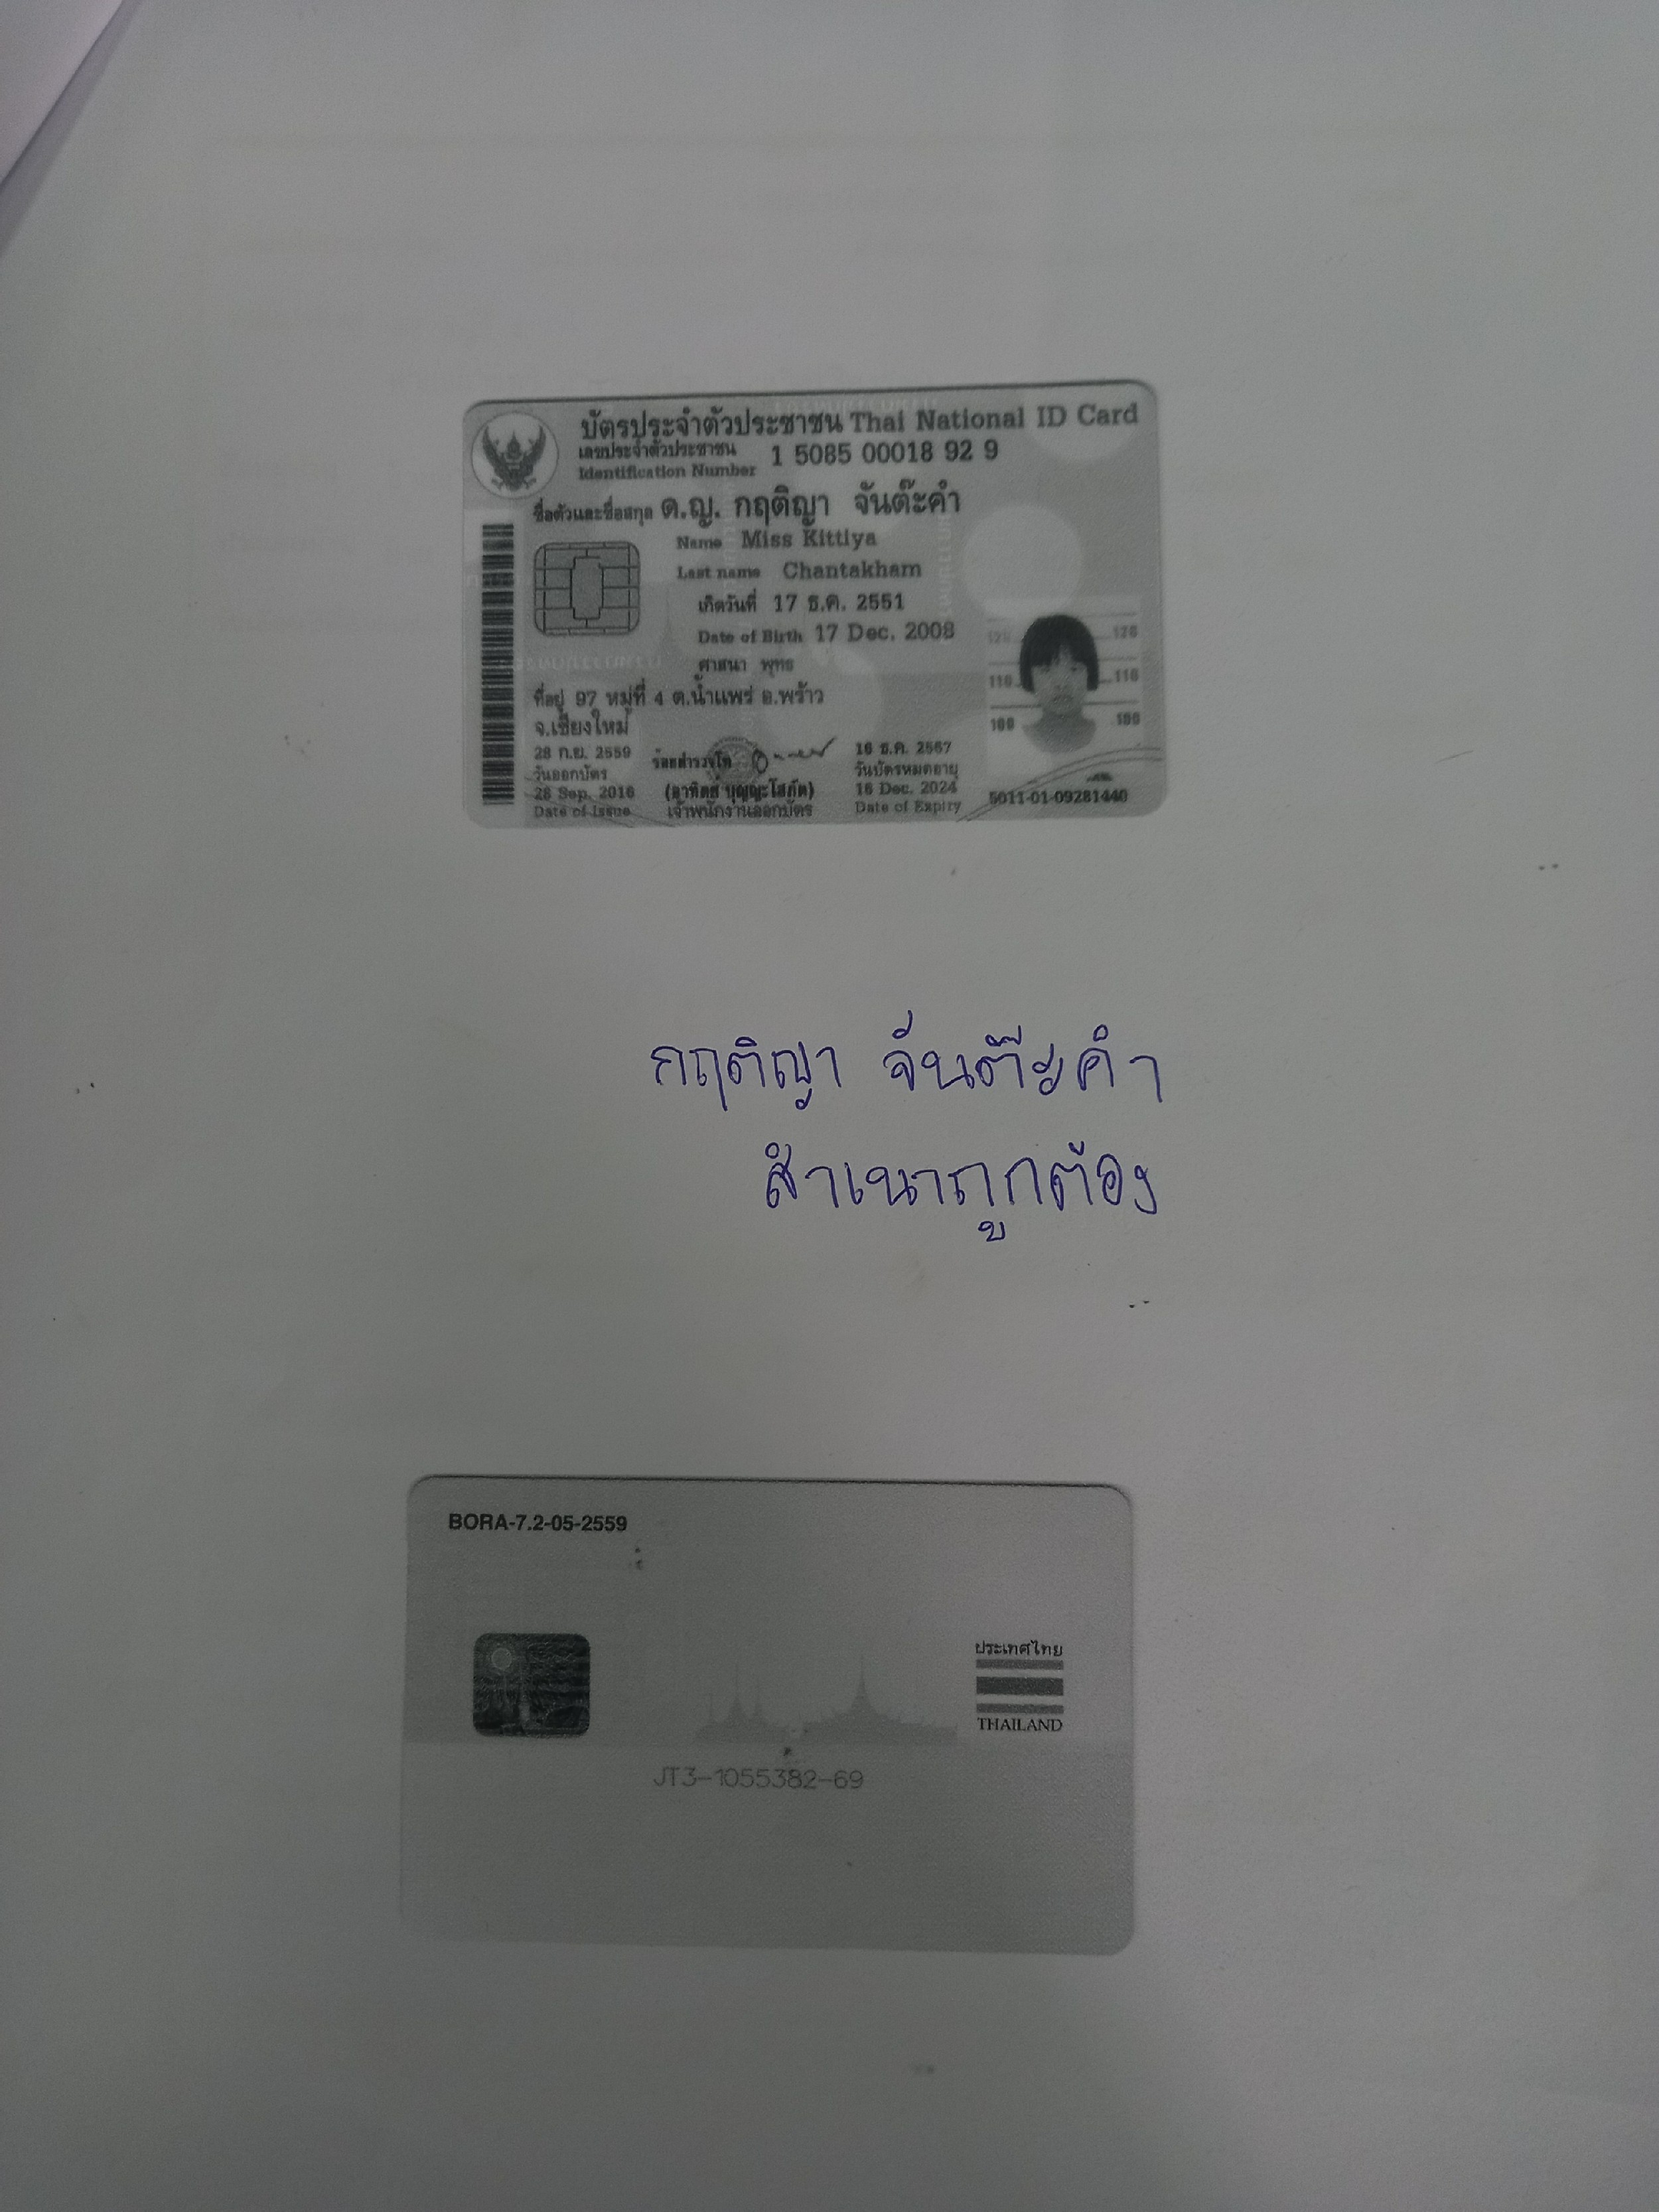 บัตรประจำตัวประชาชน Thai National ID Card
เลขประจำตัวประชาชน
Identification Number
1 5085 00018 92 9
ชื่อตัวและชื่อสกุล ด.ญ. กฤติญา จันต๊ะคำ
Name Miss Kittiya
Last name Chantakham
เกิดวันที่ 17 ธ.ค. 2551
Date of Birth 17 Dec. 2008
ศาสนา พุทธ
ที่อยู่ 97 หมู่ที่ 4 ต.น้ำแพร่ อ.พร้าว
จ.เชียงใหม่
28 ก.ย. 2559
วันออกบัตร
28 Sep. 2016
Date of Issue
ร้อยตำรวจโท
(อาทิตย์ บุญญะโสภัต)
เจ้าพนักงานออกบัตร
16 ธ.ค. 2567
วันบัตรหมดอายุ
16 Dec. 2024
Date of Expiry
120 120
110 110
100 100
5011-01-09281440
กฤติญา จันต๊ะคำ
สำเนาถูกต้อง
BORA-7.2-05-2559
ประเทศไทย
THAILAND
JT3-1055382-69